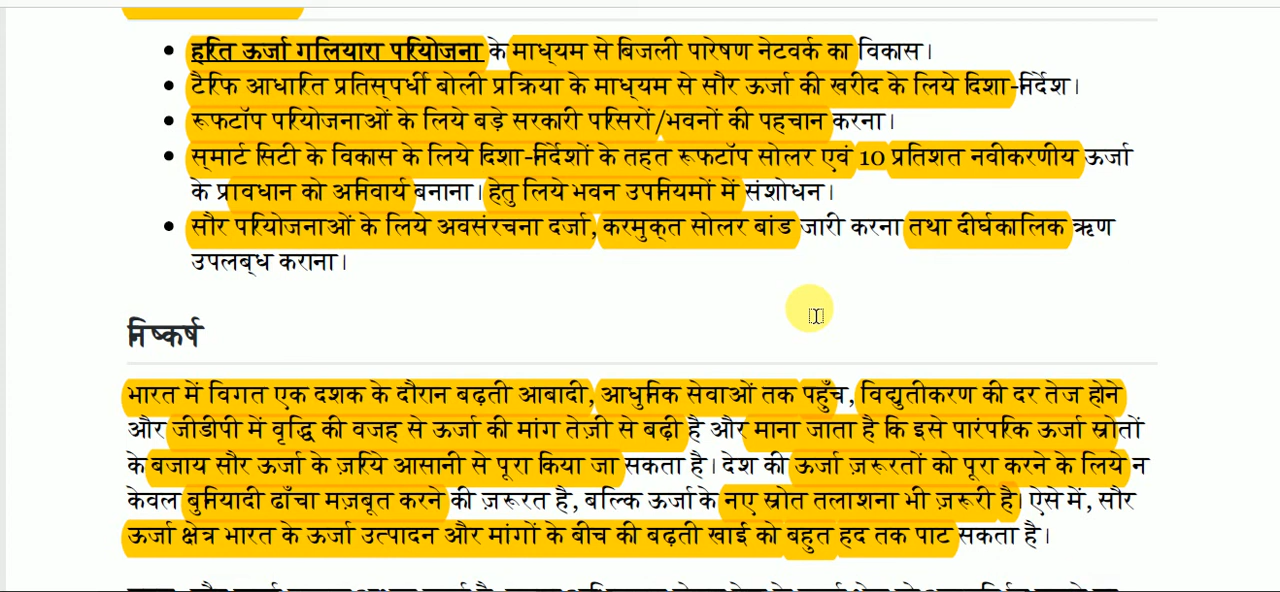 हरित ऊर्जा गलियारा परियोजना के माध्यम से बिजली पारेषण नेटवर्क का विकास।
टैरिफ आधारित प्रतिस्पर्धी बोली प्रक्रिया के माध्यम से सौर ऊर्जा की खरीद के लिये दिशा-निर्देश।
रूफटॉप परियोजनाओं के लिये बड़े सरकारी परिसरों/भवनों की पहचान करना।
स्मार्ट सिटी के विकास के लिये दिशा-निर्देशों के तहत रूफटॉप सोलर एवं 10 प्रतिशत नवीकरणीय ऊर्जा
के प्रावधान को अनिवार्य बनाना। हेतु लिये भवन उपनियमों में संशोधन।
सौर परियोजनाओं के लिये अवसंरचना दर्जा, करमुक्त सोलर बांड जारी करना तथा दीर्घकालिक ऋण
उपलब्ध कराना।
निष्कर्ष
भारत में विगत एक दशक के दौरान बढ़ती आबादी, आधुनिक सेवाओं तक पहुँच, विद्युतीकरण की दर तेज होने
और जीडीपी में वृद्धि की वजह से ऊर्जा की मांग तेज़ी से बढ़ी है और माना जाता है कि इसे पारंपरिक ऊर्जा स्रोतों
के बजाय सौर ऊर्जा के ज़रिये आसानी से पूरा किया जा सकता है। देश की ऊर्जा ज़रूरतों को पूरा करने के लिये न
केवल बुनियादी ढाँचा मज़बूत करने की ज़रूरत है, बल्कि ऊर्जा के नए स्रोत तलाशना भी ज़रूरी है। ऐसे में, सौर
ऊर्जा क्षेत्र भारत के ऊर्जा उत्पादन और मांगों के बीच की बढ़ती खाई को बहुत हद तक पाट सकता है।